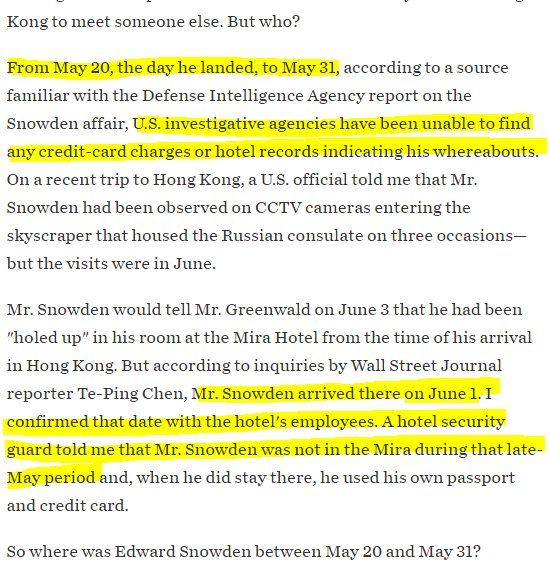 Kong to meet someone else. But who?
From May 20, the day he landed, to May 31, according to a source
familiar with the Defense Intelligence Agency report on the
Snowden affair, U.S. investigative agencies have been unable to find
any credit-card charges or hotel records indicating his whereabouts.
On a recent trip to Hong Kong, a U.S. official told me that Mr.
Snowden had been observed on CCTV cameras entering the
skyscraper that housed the Russian consulate on three occasions—
but the visits were in June.
Mr. Snowden would tell Mr. Greenwald on June 3 that he had been
"holed up" in his room at the Mira Hotel from the time of his arrival
in Hong Kong. But according to inquiries by Wall Street Journal
reporter Te-Ping Chen, Mr. Snowden arrived there on June 1. I
confirmed that date with the hotel's employees. A hotel security
guard told me that Mr. Snowden was not in the Mira during that late-
May period and, when he did stay there, he used his own passport
and credit card.
So where was Edward Snowden between May 20 and May 31?